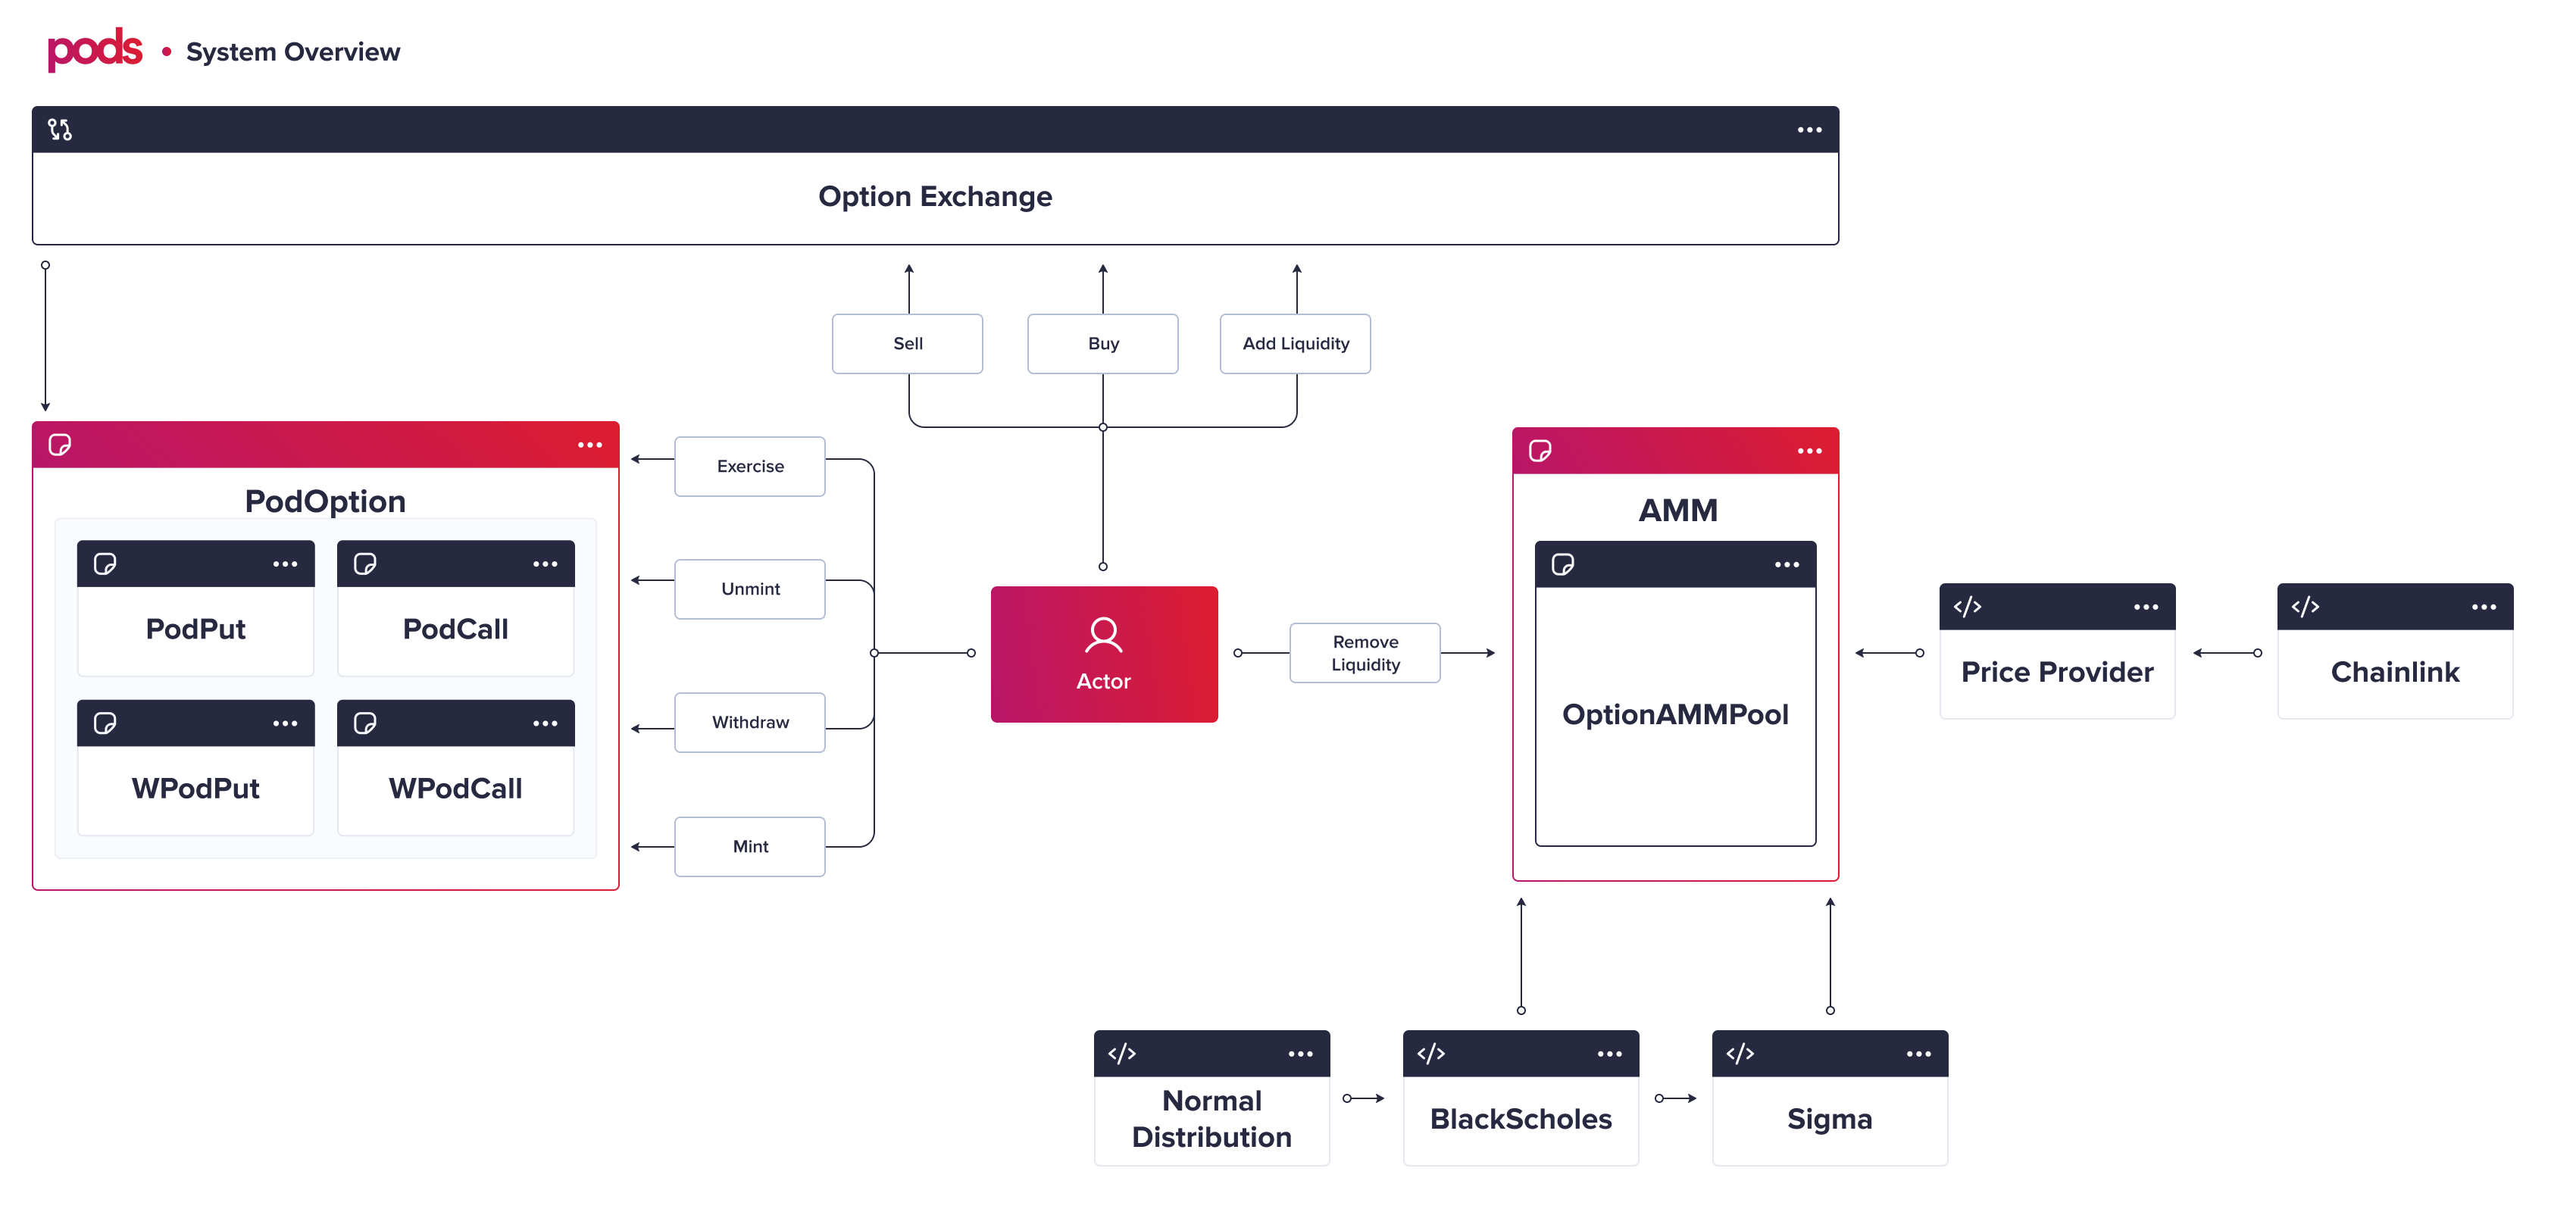 pods • System Overview
Option Exchange
Sell
Buy
Add Liquidity
PodOption
PodPut
PodCall
WPodPut
WPodCall
Exercise
Unmint
Withdraw
Mint
Actor
Remove
Liquidity
AMM
OptionAMMPool
Price Provider
Chainlink
Normal
Distribution
BlackScholes
Sigma